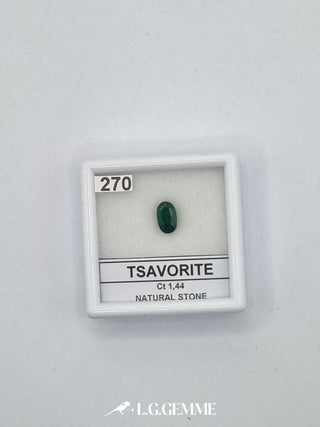 270
TSAVORITE
Ct 1,44
NATURAL STONE
L.G.GEMME